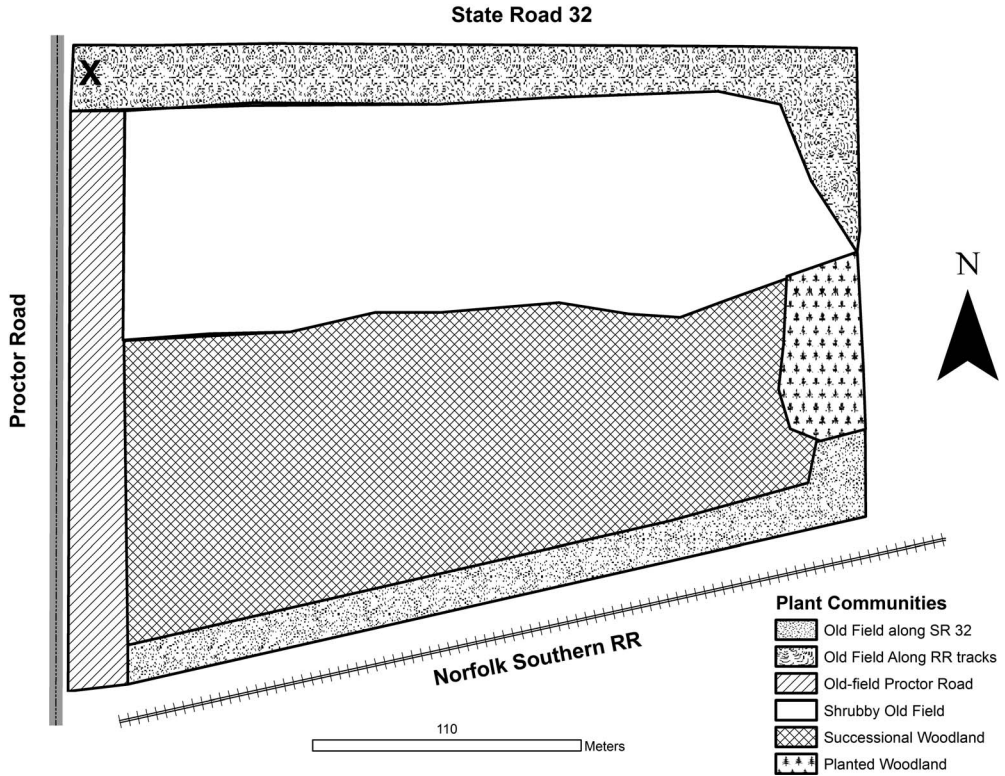 State Road 32
X
Proctor Road
N
Norfolk Southern RR
110
Meters
Plant Communities
Old Field along SR 32
Old Field Along RR tracks
Old-field Proctor Road
Shrubby Old Field
Successional Woodland
Planted Woodland